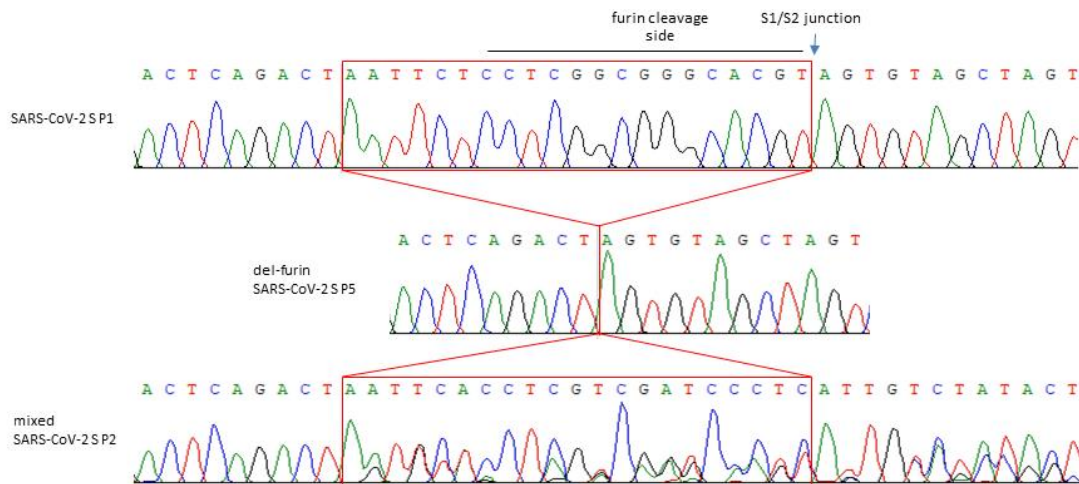 furin cleavage
side
S1/S2 junction
A C T C A G A C T A A T T C T C C T C G G C G G G C A C G T A G T G T A G C T A G T
SARS-CoV-2 S P1
A C T C A G A C T A G T G T A G C T A G T
del-furin
SARS-CoV-2 S P5
A C T C A G A C T A A T T C A C C T C G T C G A T C C C T C A T T G T C T A T A C T
mixed
SARS-CoV-2 S P2